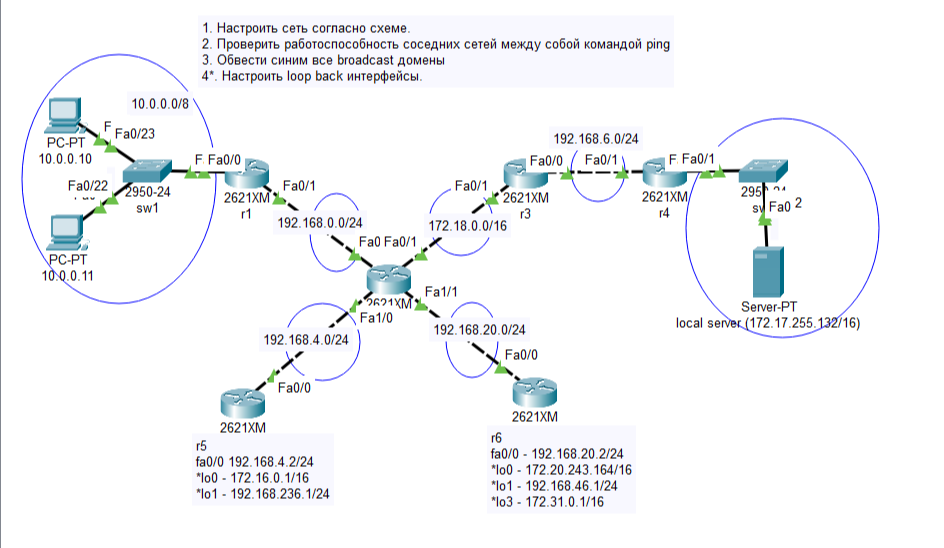 1. Настроить сеть согласно схеме.
2. Проверить работоспособность соседних сетей между собой командой ping
3. Обвести синим все broadcast домены
4*. Настроить loop back интерфейсы.
10.0.0.0/8
F
Fa0/23
PC-PT
10.0.0.10
F Fa0/0
Fa0/22
2950-24
sw1
PC-PT
10.0.0.11
2621XM
r1
Fa0/1
192.168.0.0/24
Fa0 Fa0/1
172.18.0.0/16
Fa0/1
Fa0/0
2621XM
r3
192.168.6.0/24
Fa0/1
F Fa0/1
2621XM
r4
Fa0 2
Server-PT
local server (172.17.255.132/16)
2621XM
Fa1/0
Fa1/1
192.168.4.0/24
192.168.20.0/24
Fa0/0
Fa0/0
2621XM
r5
fa0/0 192.168.4.2/24
*lo0 - 172.16.0.1/16
*lo1 - 192.168.236.1/24
2621XM
r6
fa0/0 - 192.168.20.2/24
*lo0 - 172.20.243.164/16
*lo1 - 192.168.46.1/24
*lo3 - 172.31.0.1/16